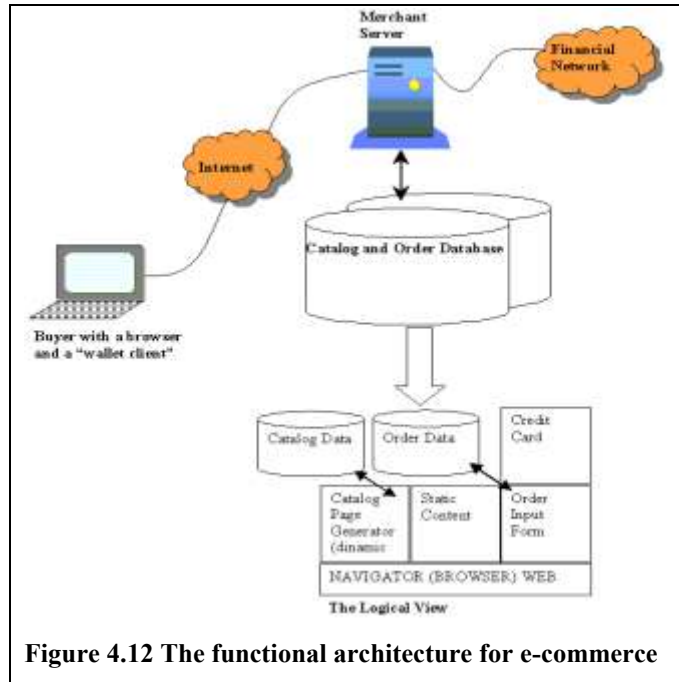 Merchant
Server
Financial
Network
Internet
Catalog and Order Database
Buyer with a browser
and a "wallet client"
Catalog Data
Order Data
Credit
Card
Catalog
Page
Generator
(dinamic
Static
Content
Order
Input
Form
NAVIGATOR (BROWSER) WEB
The Logical View
Figure 4.12 The functional architecture for e-commerce